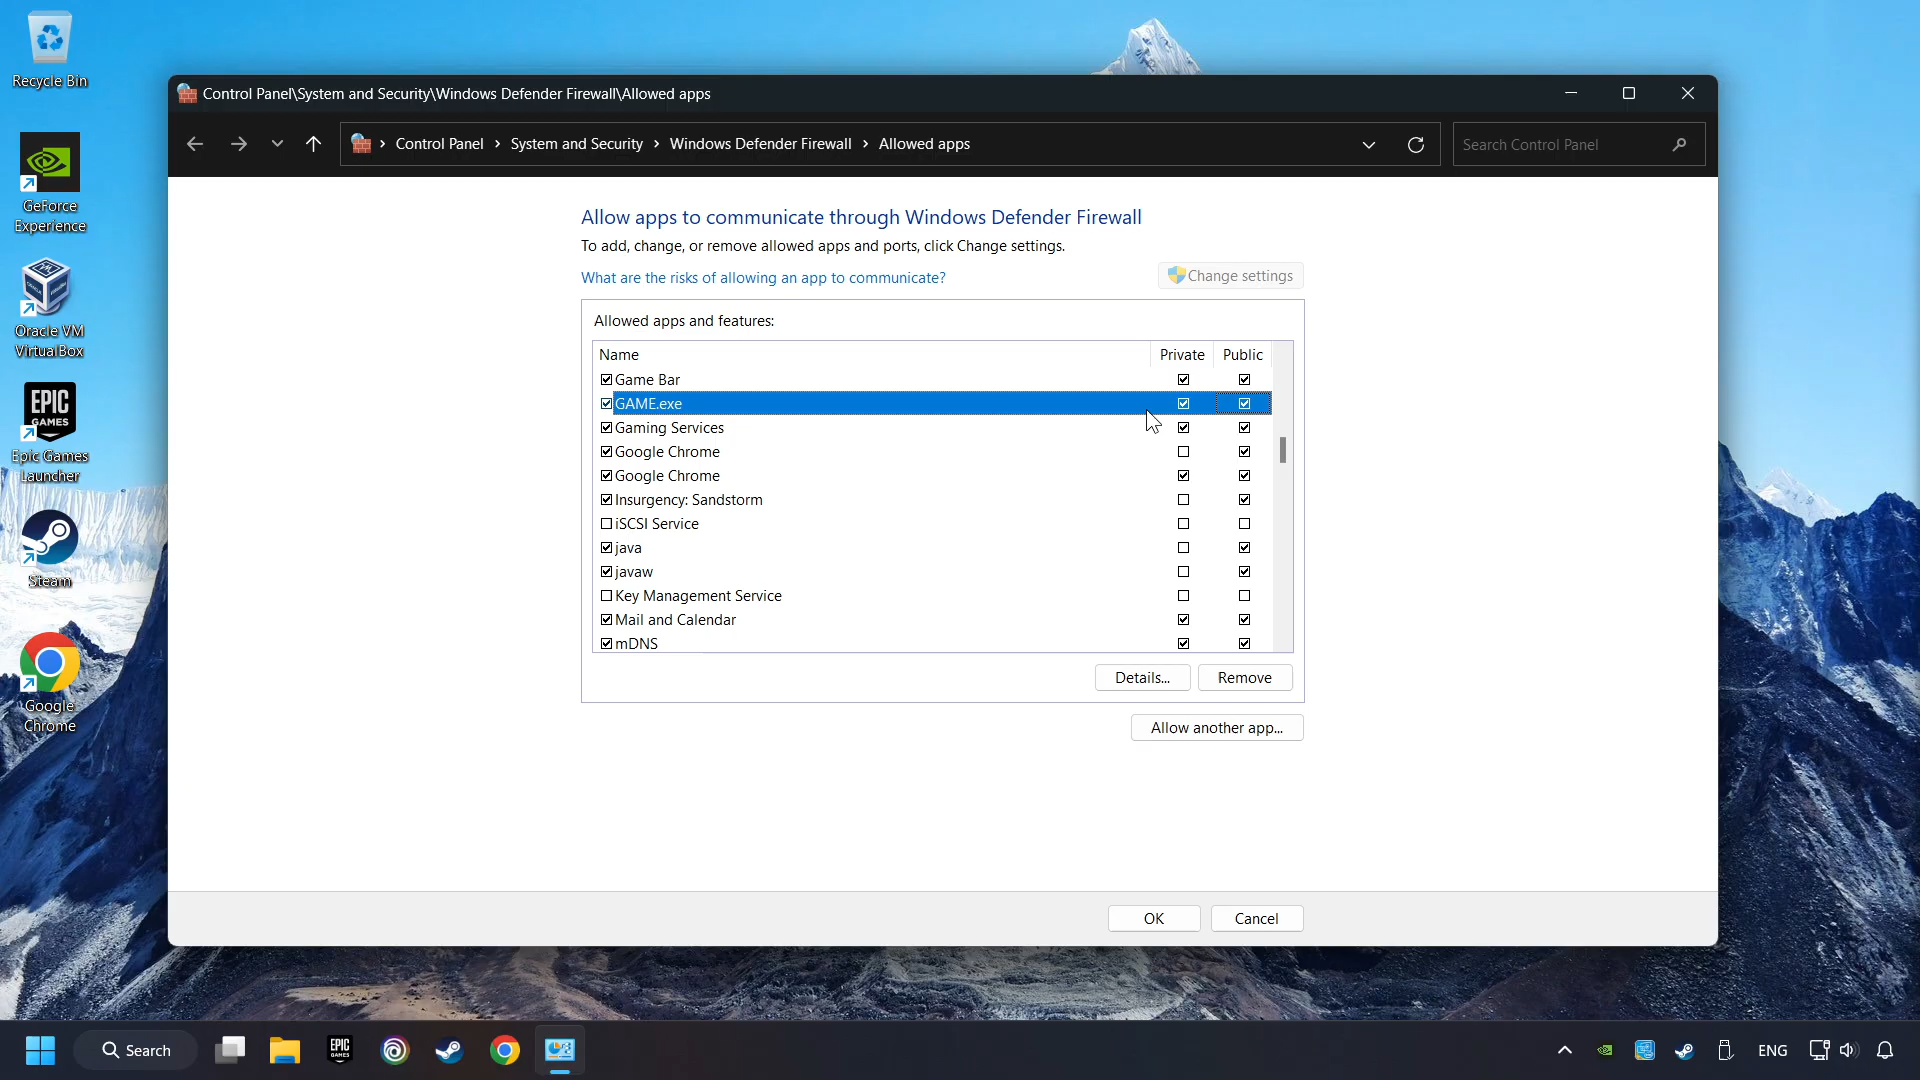 Recycle Bin
GeForce
Experience
Oracle VM
VirtualBox
EPIC
GAMES
Epic Games
Launcher
Steam
Google
Chrome
Control Panel\System and Security\Windows Defender Firewall\Allowed apps
Control Panel > System and Security > Windows Defender Firewall > Allowed apps
Search Control Panel
Allow apps to communicate through Windows Defender Firewall
To add, change, or remove allowed apps and ports, click Change settings.
What are the risks of allowing an app to communicate?
Change settings
Allowed apps and features:
Name Private Public
Game Bar
GAME.exe
Gaming Services
Google Chrome
Google Chrome
Insurgency: Sandstorm
iSCSI Service
java
javaw
Key Management Service
Mail and Calendar
mDNS
Details... Remove
Allow another app...
OK Cancel
Search
EPIC
GAMES
ENG